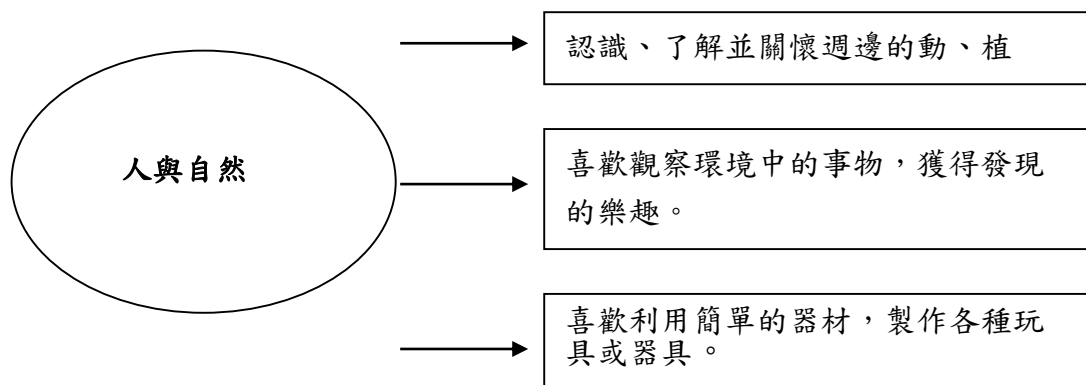 人與自然
認識、了解並關懷週邊的動、植
喜歡觀察環境中的事物，獲得發現
的樂趣。
喜歡利用簡單的器材，製作各種玩
具或器具。